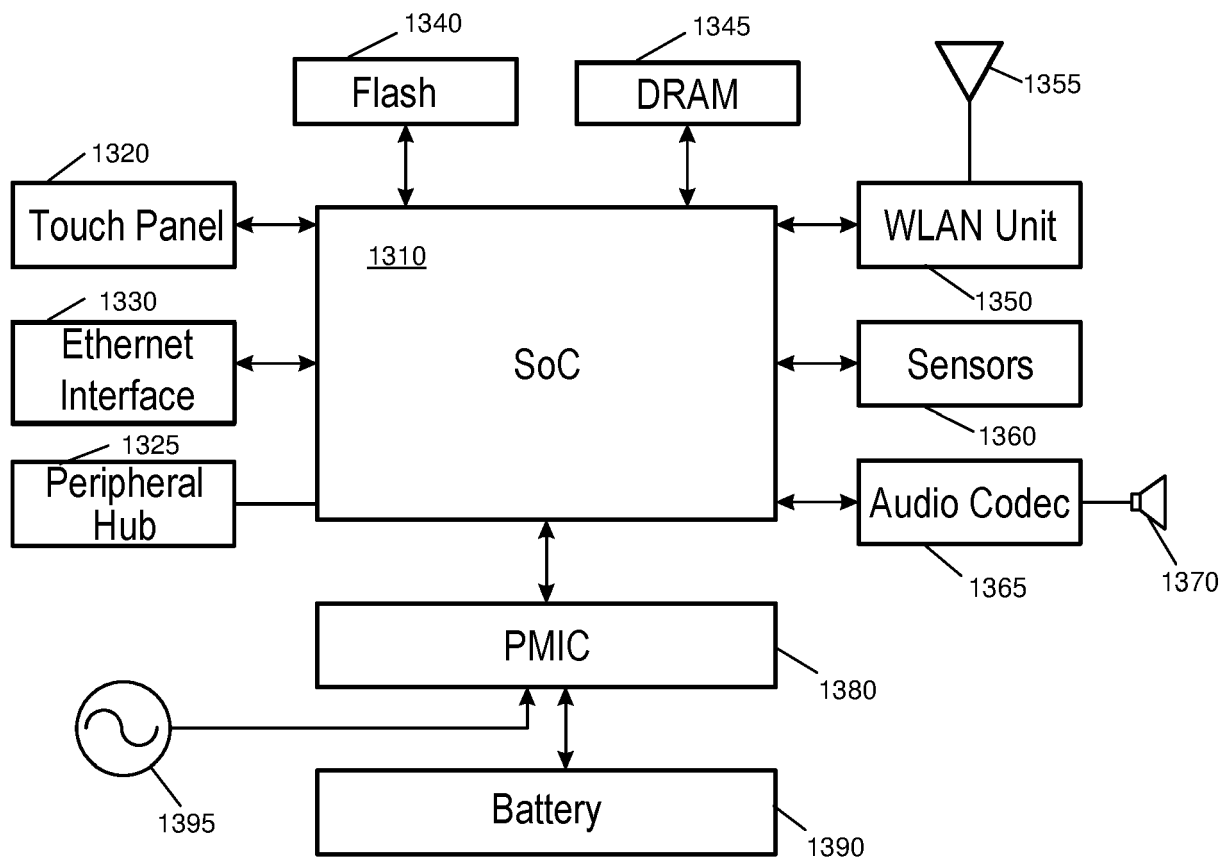 1340
1345
Flash
DRAM
1355
1320
Touch Panel
WLAN Unit
1310
1350
1330
Ethernet
Interface
SoC
Sensors
1360
1325
Peripheral
Hub
Audio Codec
1365
1370
PMIC
1380
1395
Battery
1390